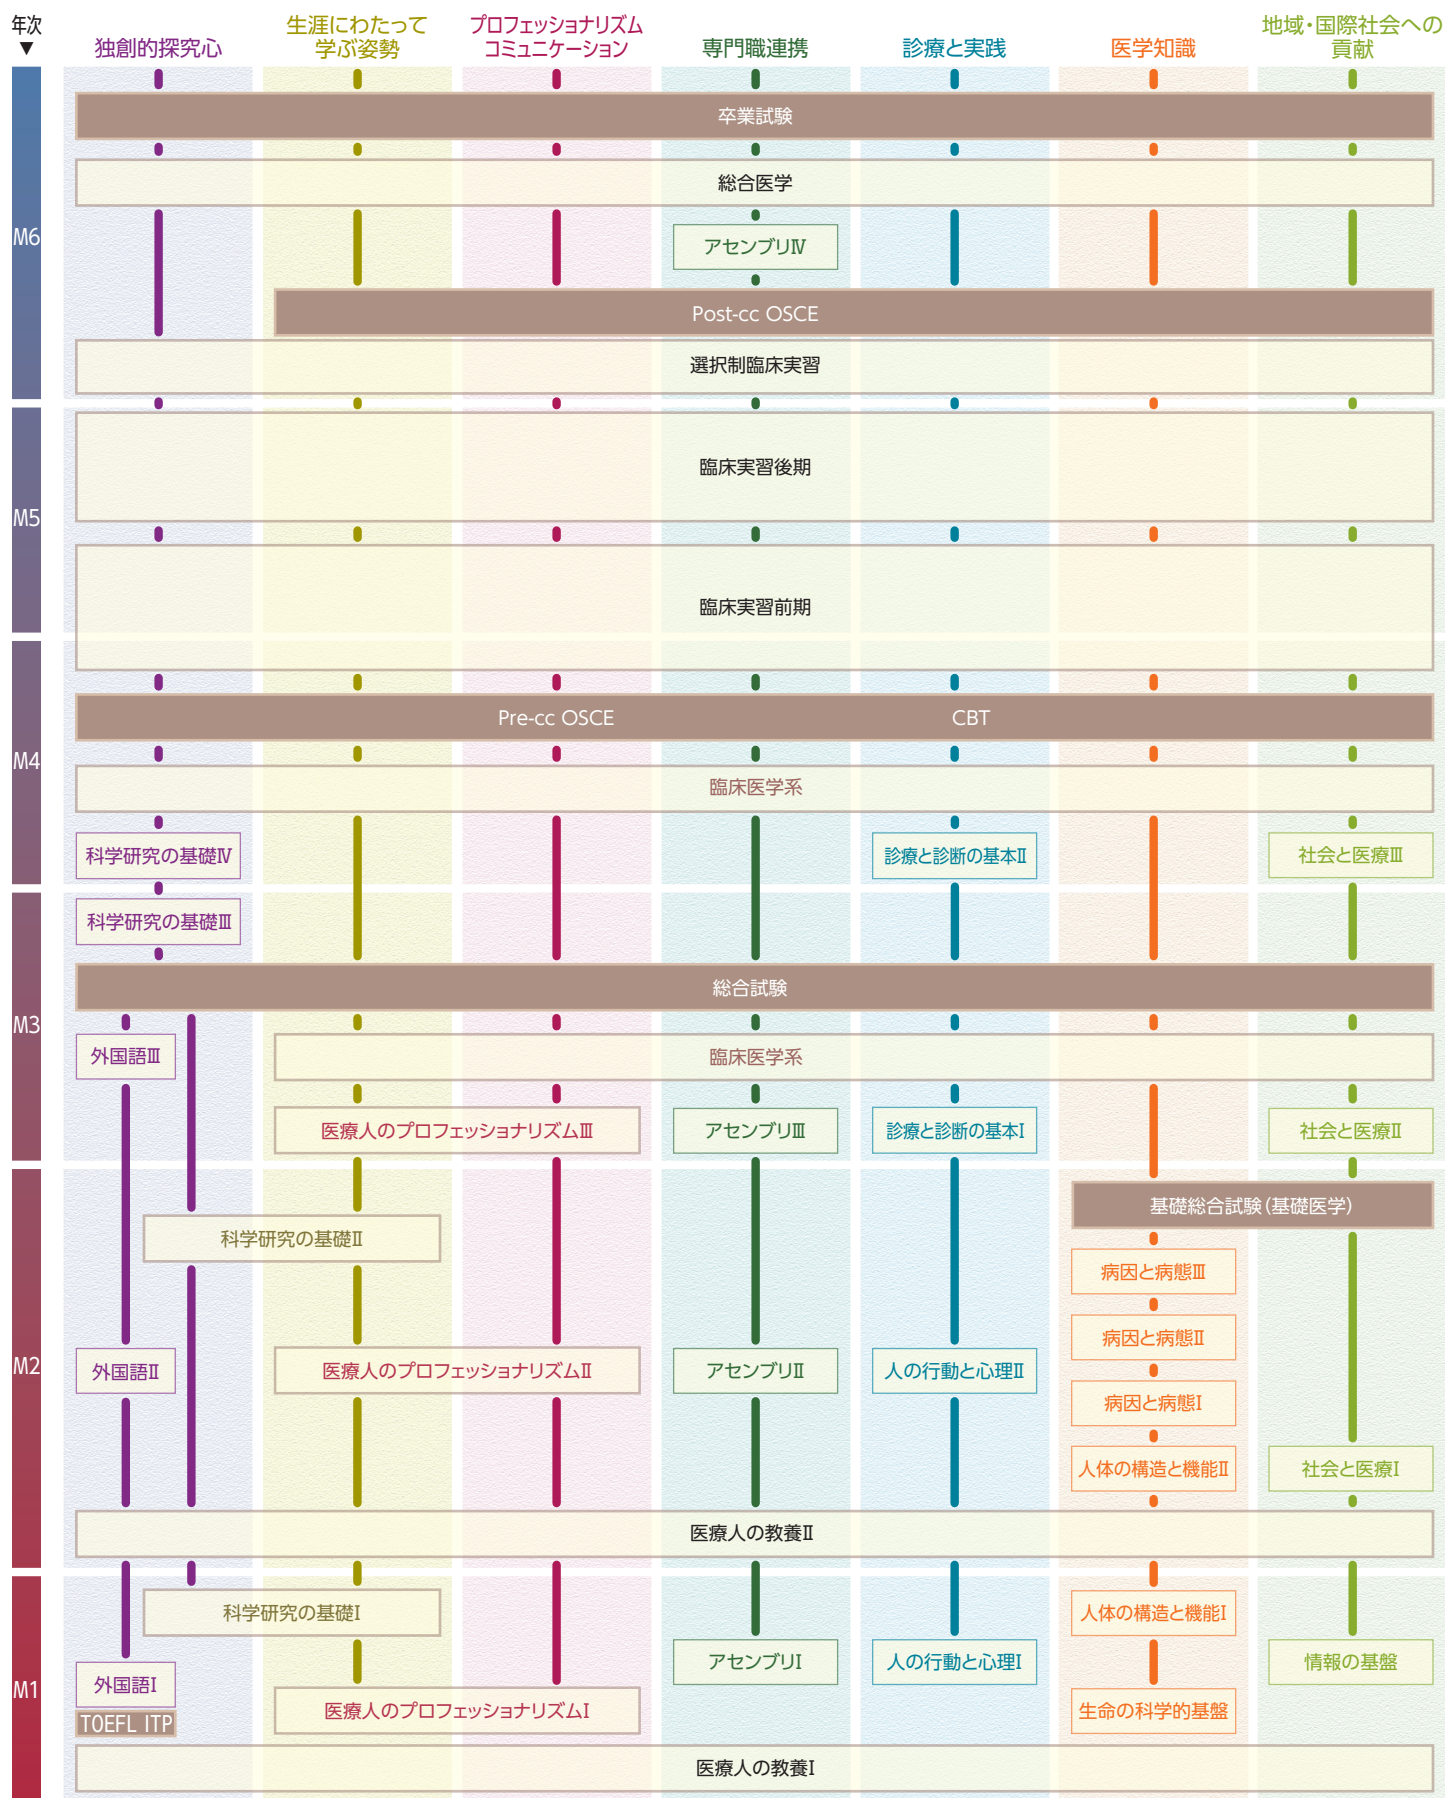 年次
▼
独創的探究心
生涯にわたって
学ぶ姿勢
プロフェッショナリズム
コミュニケーション
専門職連携
診療と実践
医学知識
地域・国際社会への
貢献
M6
卒業試験
総合医学
アセンブリⅣ
Post-cc OSCE
選択制臨床実習
M5
臨床実習後期
臨床実習前期
M4
Pre-cc OSCE
CBT
臨床医学系
科学研究の基礎Ⅳ
診療と診断の基本Ⅱ
社会と医療Ⅲ
M3
科学研究の基礎Ⅲ
総合試験
外国語Ⅲ
臨床医学系
医療人のプロフェッショナリズムⅢ
アセンブリⅢ
診療と診断の基本Ⅰ
社会と医療Ⅱ
M2
基礎総合試験（基礎医学）
科学研究の基礎Ⅱ
病因と病態Ⅲ
病因と病態Ⅱ
外国語Ⅱ
医療人のプロフェッショナリズムⅡ
アセンブリⅡ
人の行動と心理Ⅱ
病因と病態Ⅰ
人体の構造と機能Ⅱ
社会と医療Ⅰ
医療人の教養Ⅱ
M1
科学研究の基礎Ⅰ
人体の構造と機能Ⅰ
アセンブリⅠ
人の行動と心理Ⅰ
情報の基盤
外国語Ⅰ
医療人のプロフェッショナリズムⅠ
生命の科学的基盤
TOEFL ITP
医療人の教養Ⅰ